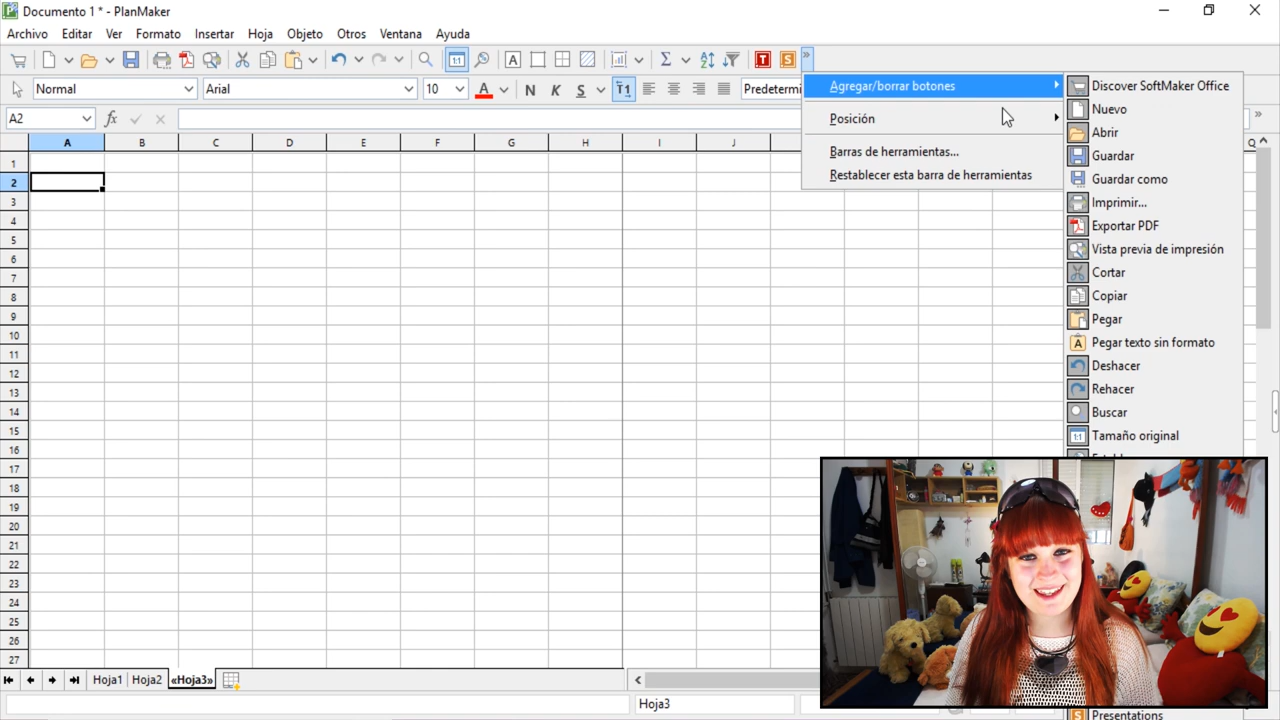 Documento 1 * - PlanMaker
Archivo Editar Ver Formato Insertar Hoja Objeto Otros Ventana Ayuda
Normal Arial 10 N K S Predetermi
A2
A B C D E F G H I J Q
1
2
3
4
5
6
7
8
9
10
11
12
13
14
15
16
17
18
19
20
21
22
23
24
25
26
27
Agregar/borrar botones
Posición
Barras de herramientas...
Restablecer esta barra de herramientas
Discover SoftMaker Office
Nuevo
Abrir
Guardar
Guardar como
Imprimir...
Exportar PDF
Vista previa de impresión
Cortar
Copiar
Pegar
Pegar texto sin formato
Deshacer
Rehacer
Buscar
Tamaño original
Presentations
Hoja1 Hoja2 «Hoja3»
Hoja3